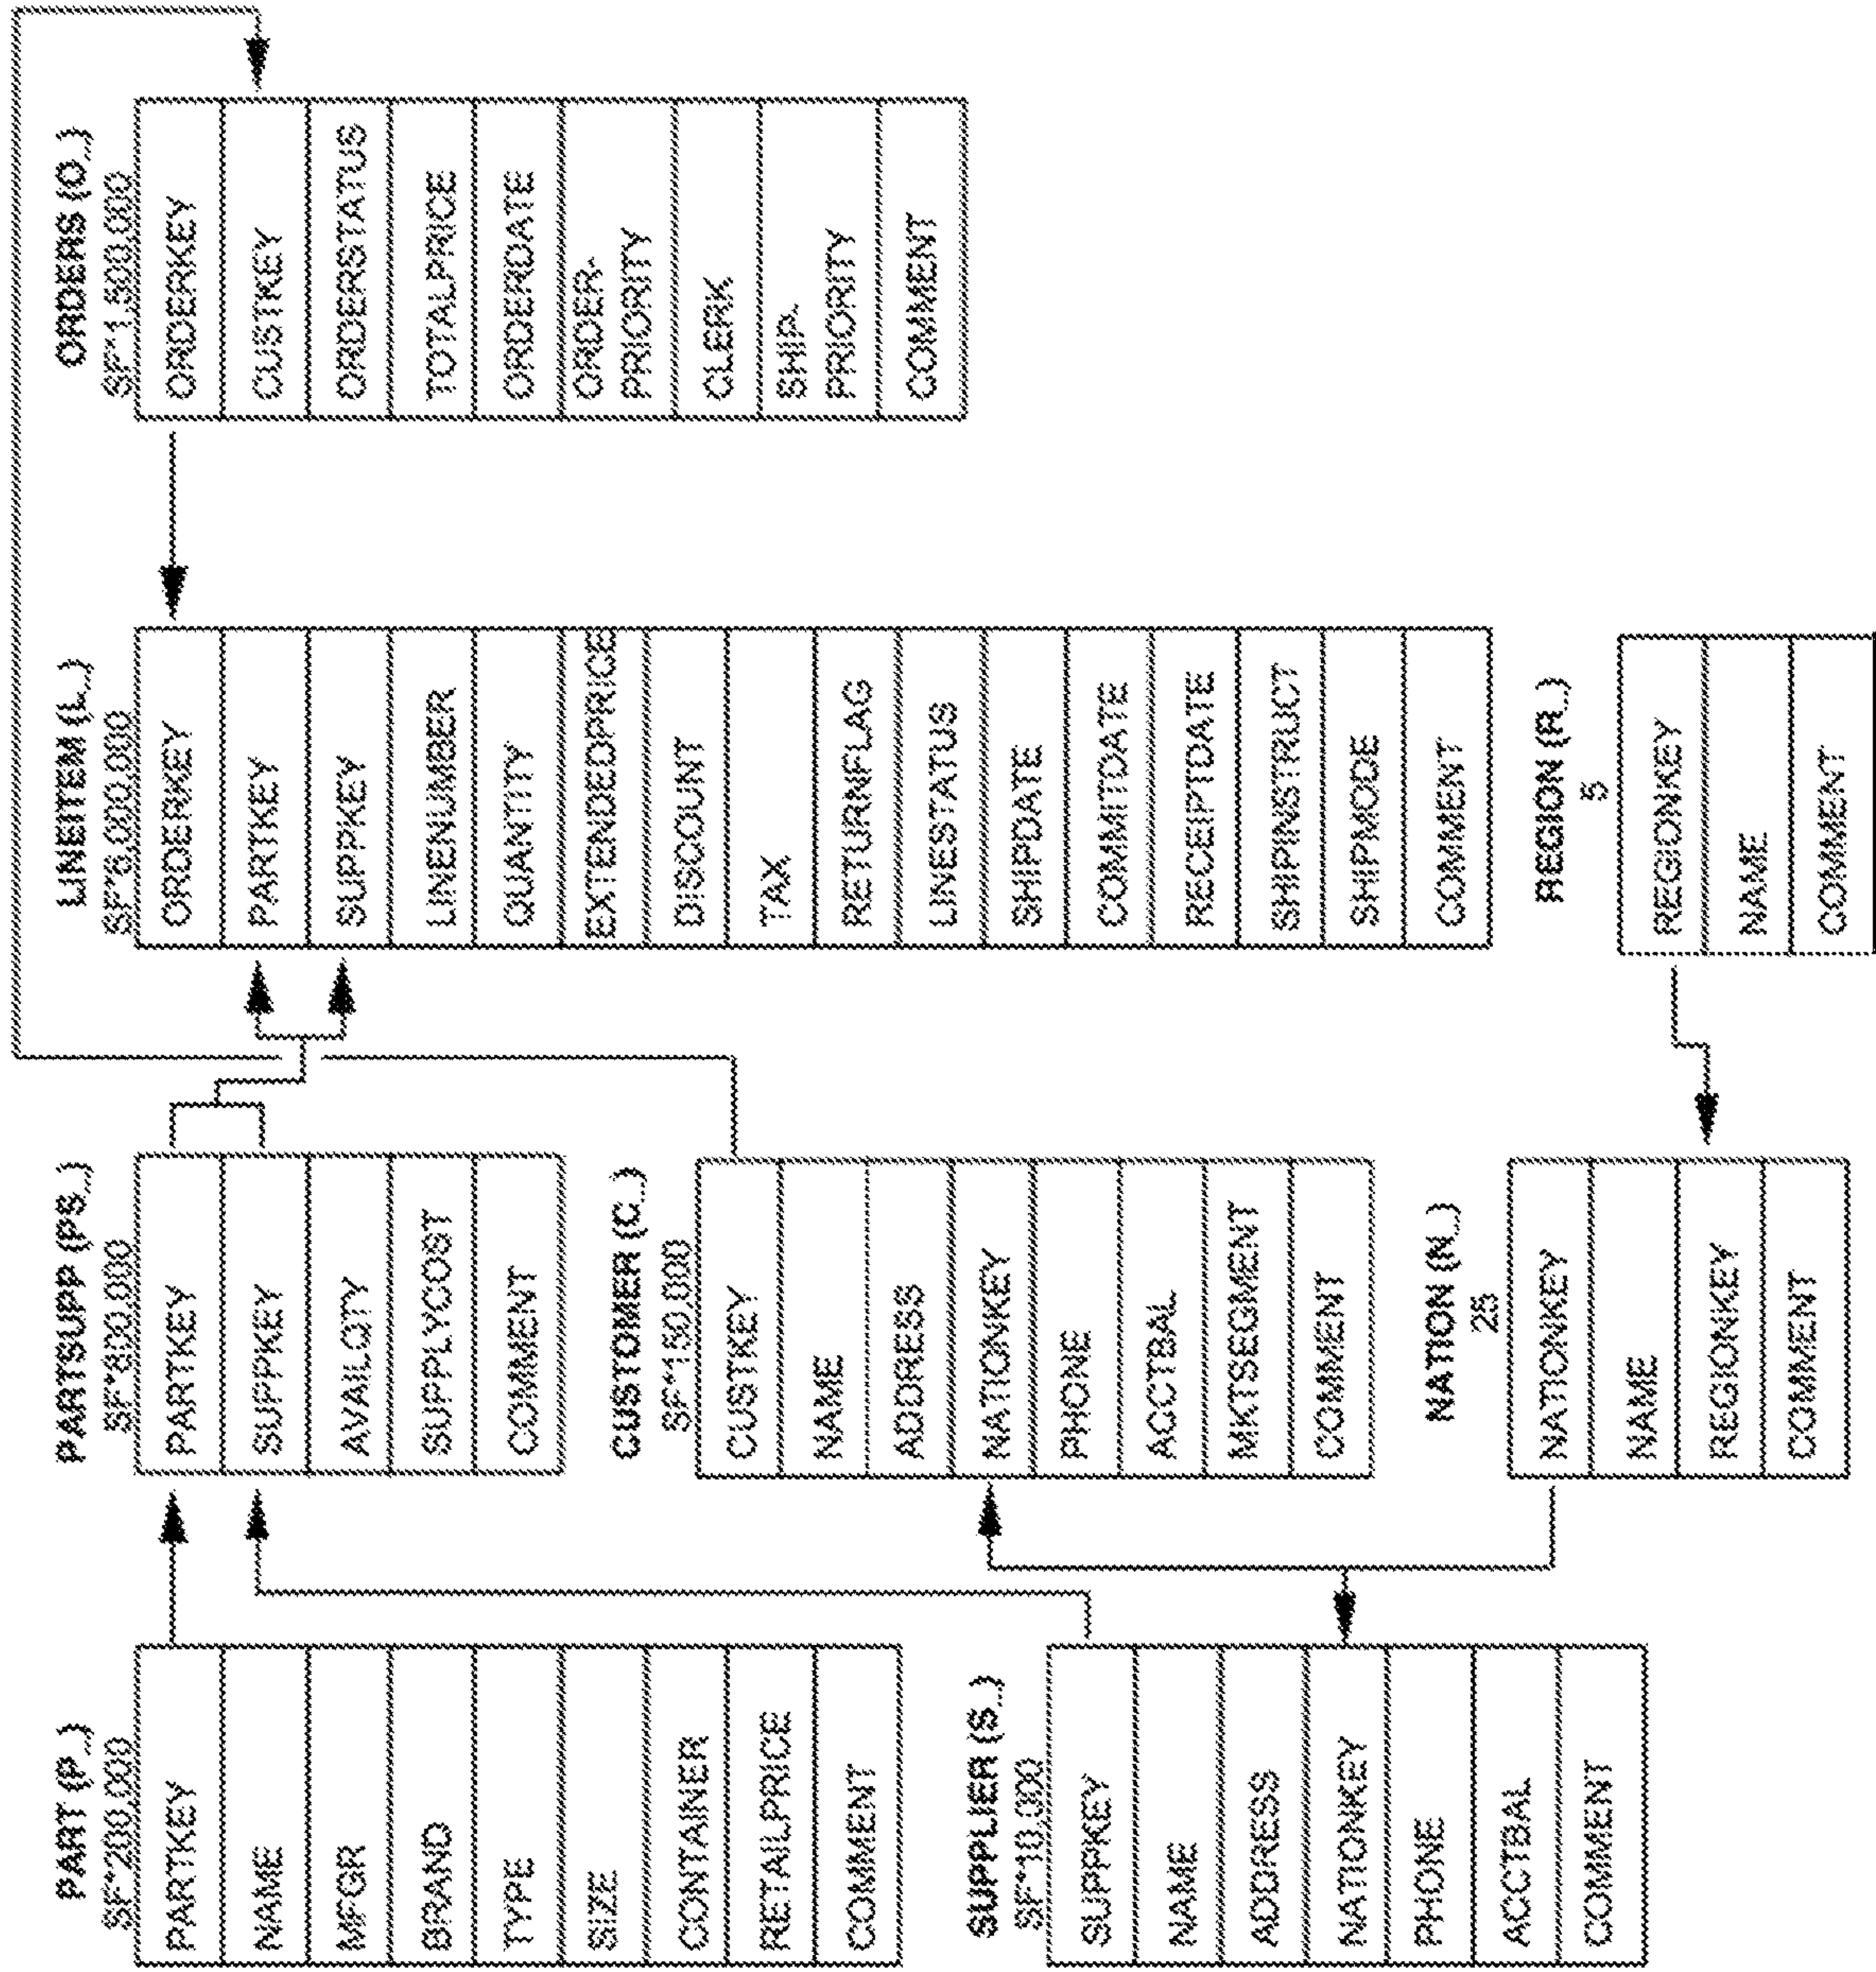 PART (P_)
SF*200,000
PARTKEY
NAME
MFGR
BRAND
TYPE
SIZE
CONTAINER
RETAILPRICE
COMMENT
SUPPLIER (S_)
SF*10,000
SUPPKEY
NAME
ADDRESS
NATIONKEY
PHONE
ACCTBAL
COMMENT
PARTSUPP (PS_)
SF*800,000
PARTKEY
SUPPKEY
AVAILQTY
SUPPLYCOST
COMMENT
CUSTOMER (C_)
SF*150,000
CUSTKEY
NAME
ADDRESS
NATIONKEY
PHONE
ACCTBAL
MKTSEGMENT
COMMENT
NATION (N_)
25
NATIONKEY
NAME
REGIONKEY
COMMENT
LINEITEM (L_)
SF*6,000,000
ORDERKEY
PARTKEY
SUPPKEY
LINENUMBER
QUANTITY
EXTENDEDPRICE
DISCOUNT
TAX
RETURNFLAG
LINESTATUS
SHIPDATE
COMMITDATE
RECEIPTDATE
SHIPINSTRUCT
SHIPMODE
COMMENT
REGION (R_)
5
REGIONKEY
NAME
COMMENT
ORDERS (O_)
SF*1,500,000
ORDERKEY
CUSTKEY
ORDERSTATUS
TOTALPRICE
ORDERDATE
ORDER-
PRIORITY
CLERK
SHIP-
PRIORITY
COMMENT